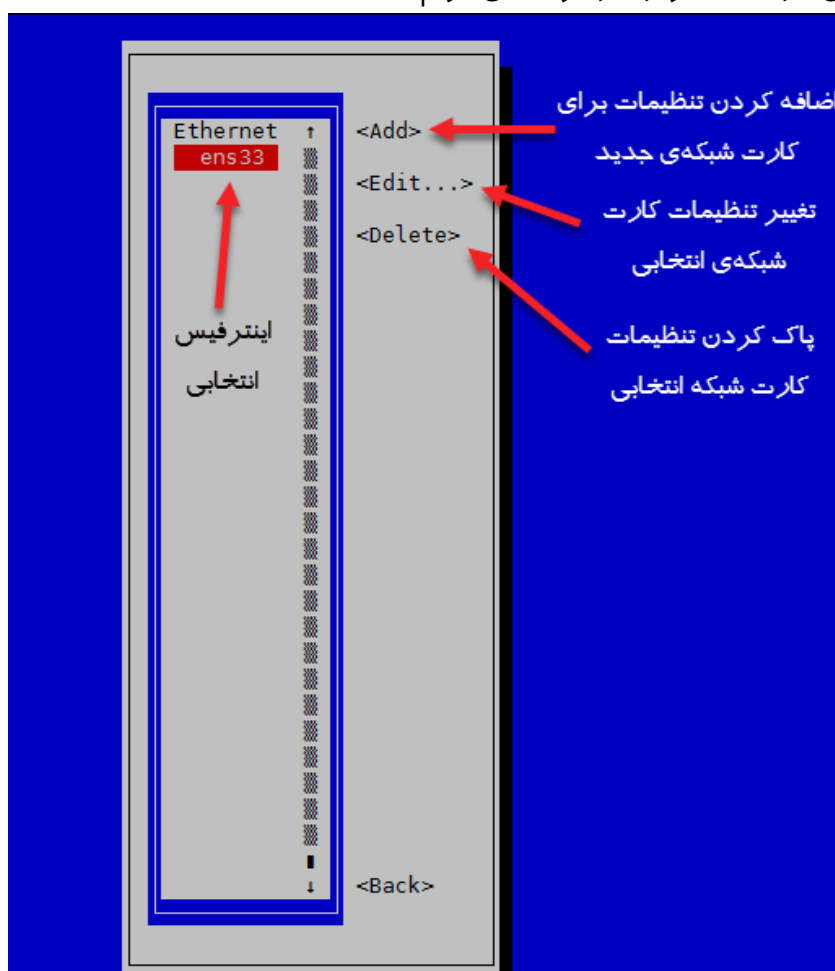 Ethernet
ens33
<Add>
<Edit...>
<Delete>
<Back>
اضافه کردن تنظیمات برای
کارت شبکه‌ی جدید
تغییر تنظیمات کارت
شبکه‌ی انتخابی
پاک کردن تنظیمات
کارت شبکه انتخابی
اینترفیس
انتخابی